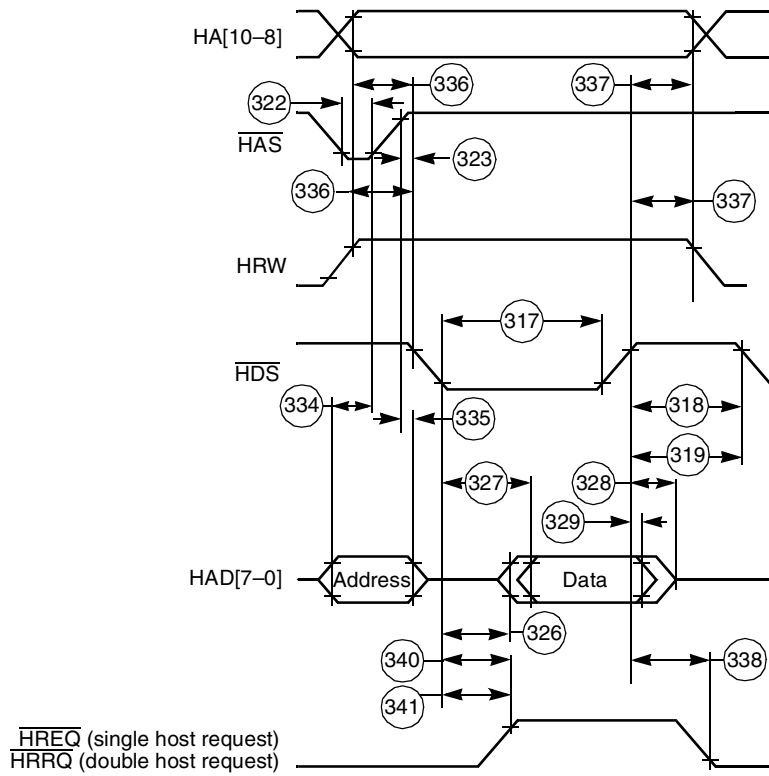 HA[10–8]
336
337
322
HAS
323
336
337
HRW
317
HDS
334
335
318
319
327
328
329
HAD[7–0]
Address
Data
326
340
338
341
HREQ (single host request)
HRRQ (double host request)